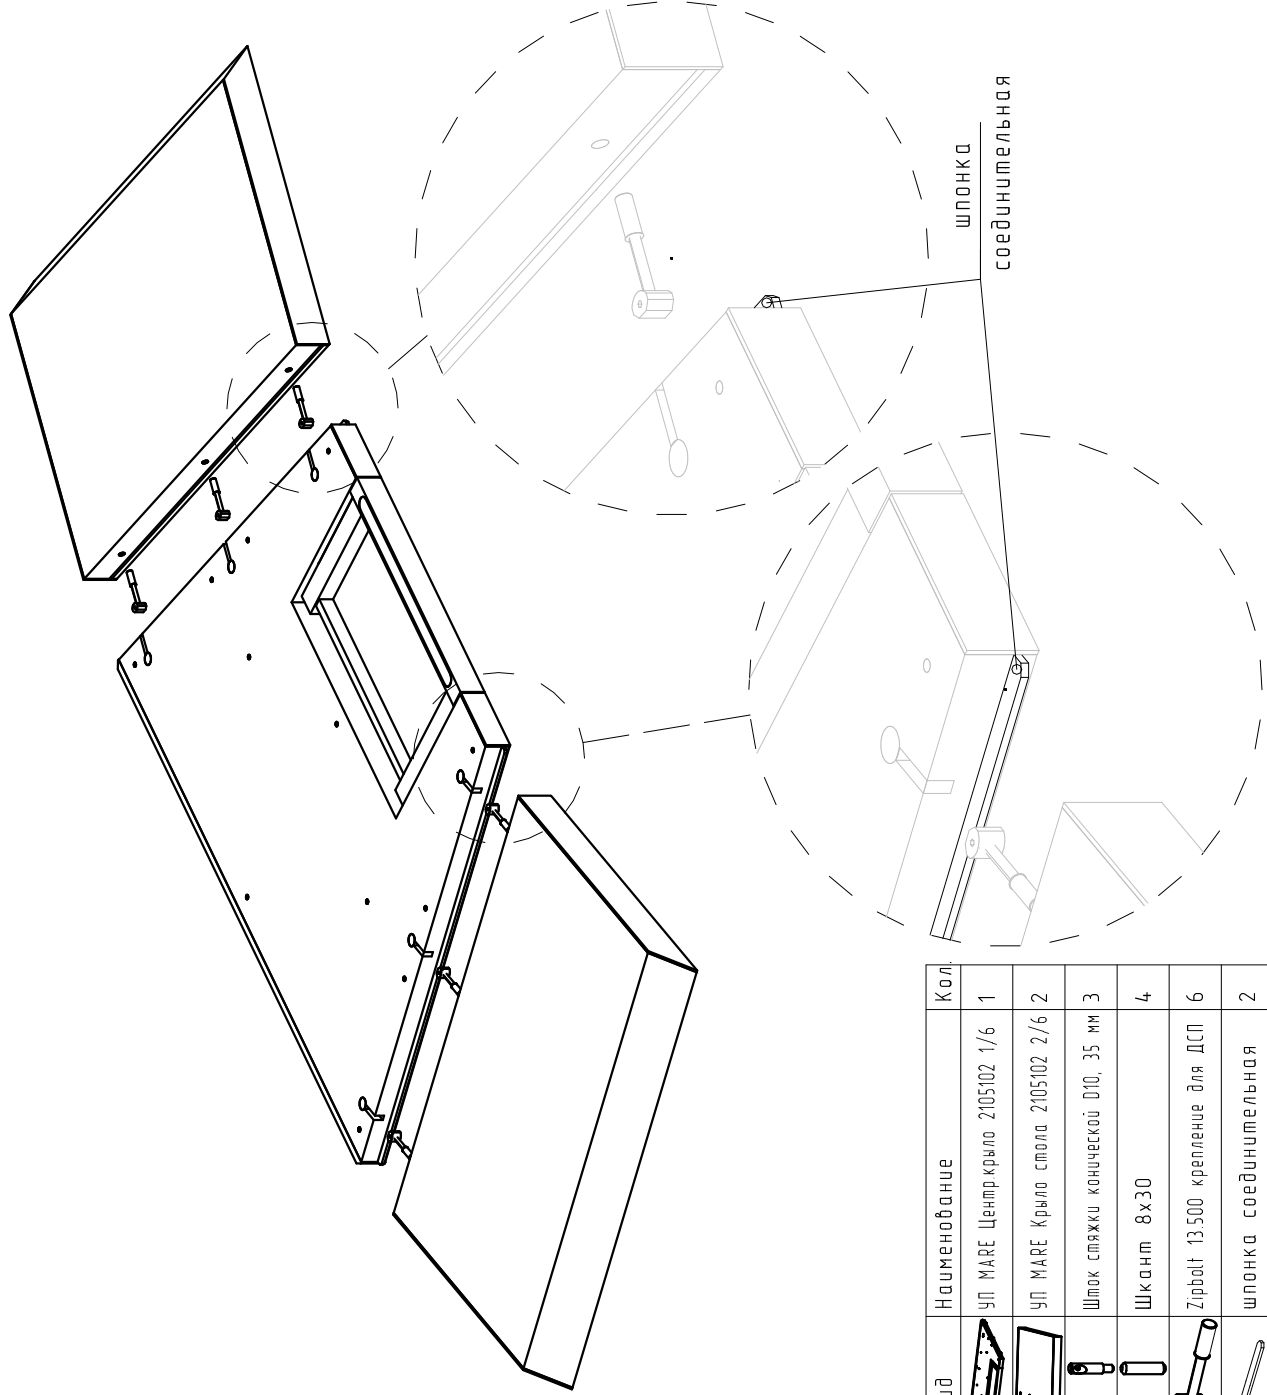 шпонка
соединительная
Наименование Кол.
УП MARE Центр.крыло 2105102 1/6 1
УП MARE Крыло стола 2105102 2/6 2
Шток стяжки конической D10, 35 мм 3
Шкант 8x30 4
Zipbolt 13.500 крепление для ДСП 6
шпонка соединительная 2